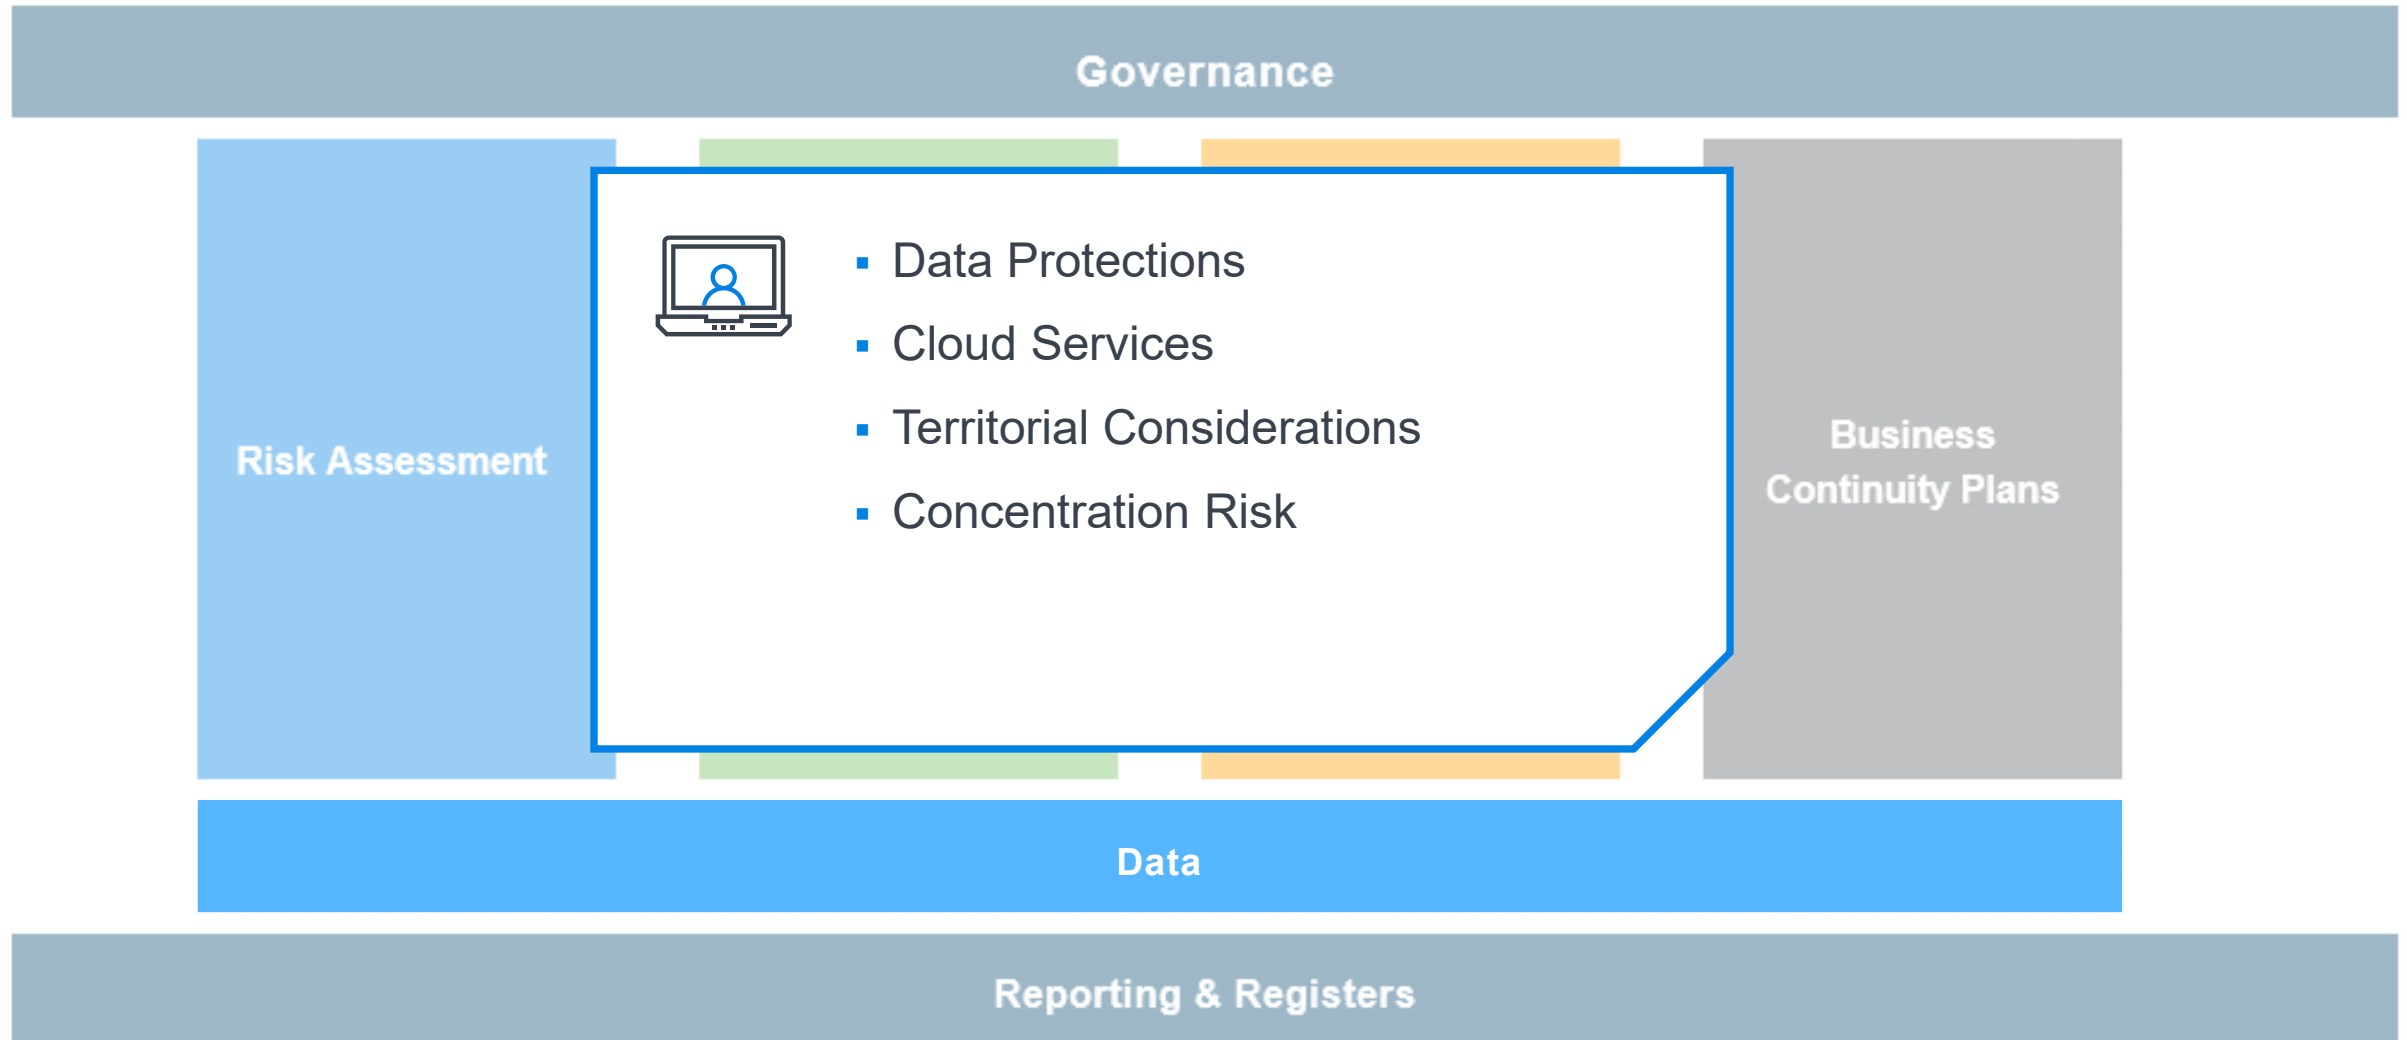 Governance
Risk Assessment
▪ Data Protections
▪ Cloud Services
▪ Territorial Considerations
▪ Concentration Risk
Business
Continuity Plans
Data
Reporting & Registers